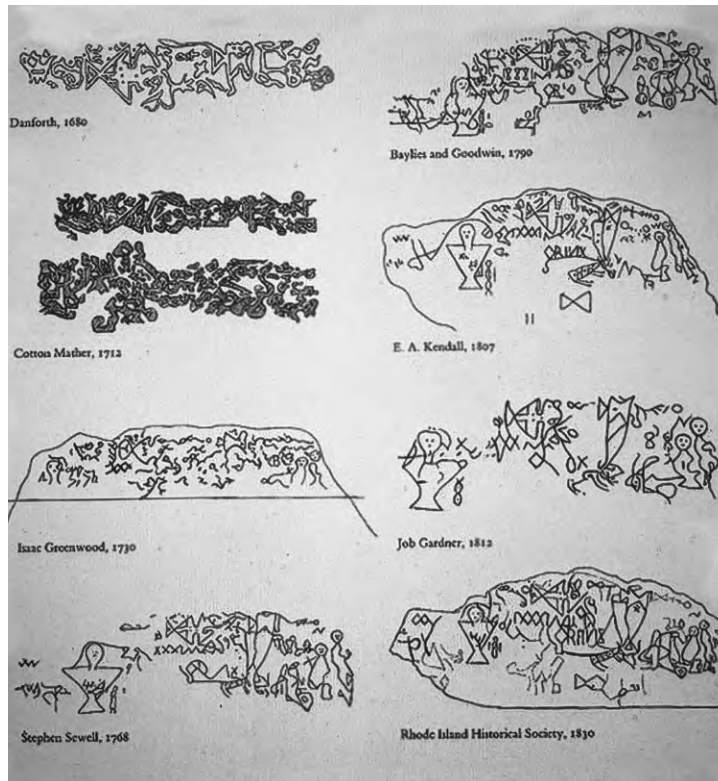 Danforth, 1680
Cotton Mather, 1712
Isaac Greenwood, 1730
Stephen Sewell, 1768
Baylies and Goodwin, 1790
E. A. Kendall, 1807
Job Gardner, 1812
Rhode Island Historical Society, 1830